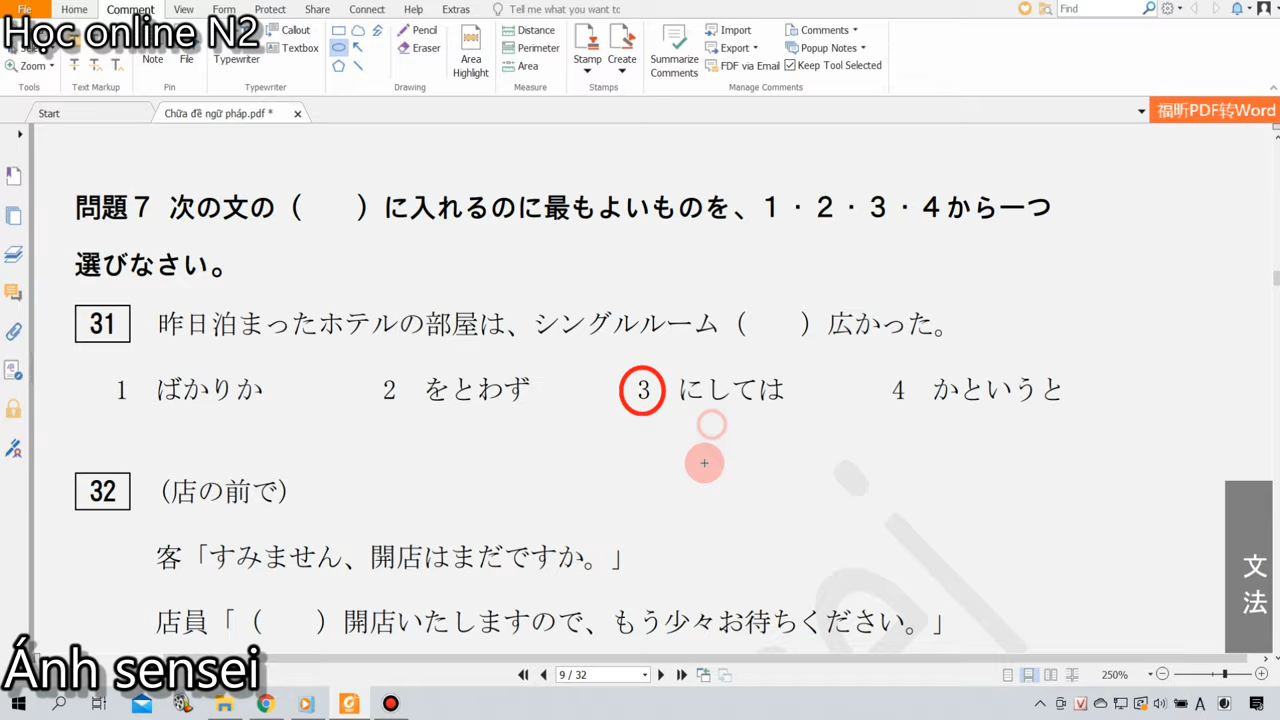 File Home Comment View Form Protect Share Connect Help Extras Tell me what you want to Find
Học online N2
Select
Zoom
Note File
Typewriter
Callout
Textbox
Pencil
Eraser
Area Highlight
Distance
Perimeter
Area
Stamp Create
Summarize Comments
Import
Export
FDF via Email
Comments
Popup Notes
Keep Tool Selected
Tools Text Markup Pin Typewriter Drawing Measure Stamps Manage Comments
Start Chữa đề ngữ pháp.pdf * 福昕PDF转Word
問題7 次の文の( )に入れるのに最もよいものを、1・2・3・4から一つ
選びなさい。
31 昨日泊まったホテルの部屋は、シングルルーム( )広かった。
1 ばかりか 2 をとわず 3 にしては 4 かというと
32 (店の前で)
客「すみません、開店はまだですか。」
店員「( )開店いたしますので、もう少々お待ちください。」
文法
Ánh sensei
9 / 32 250%